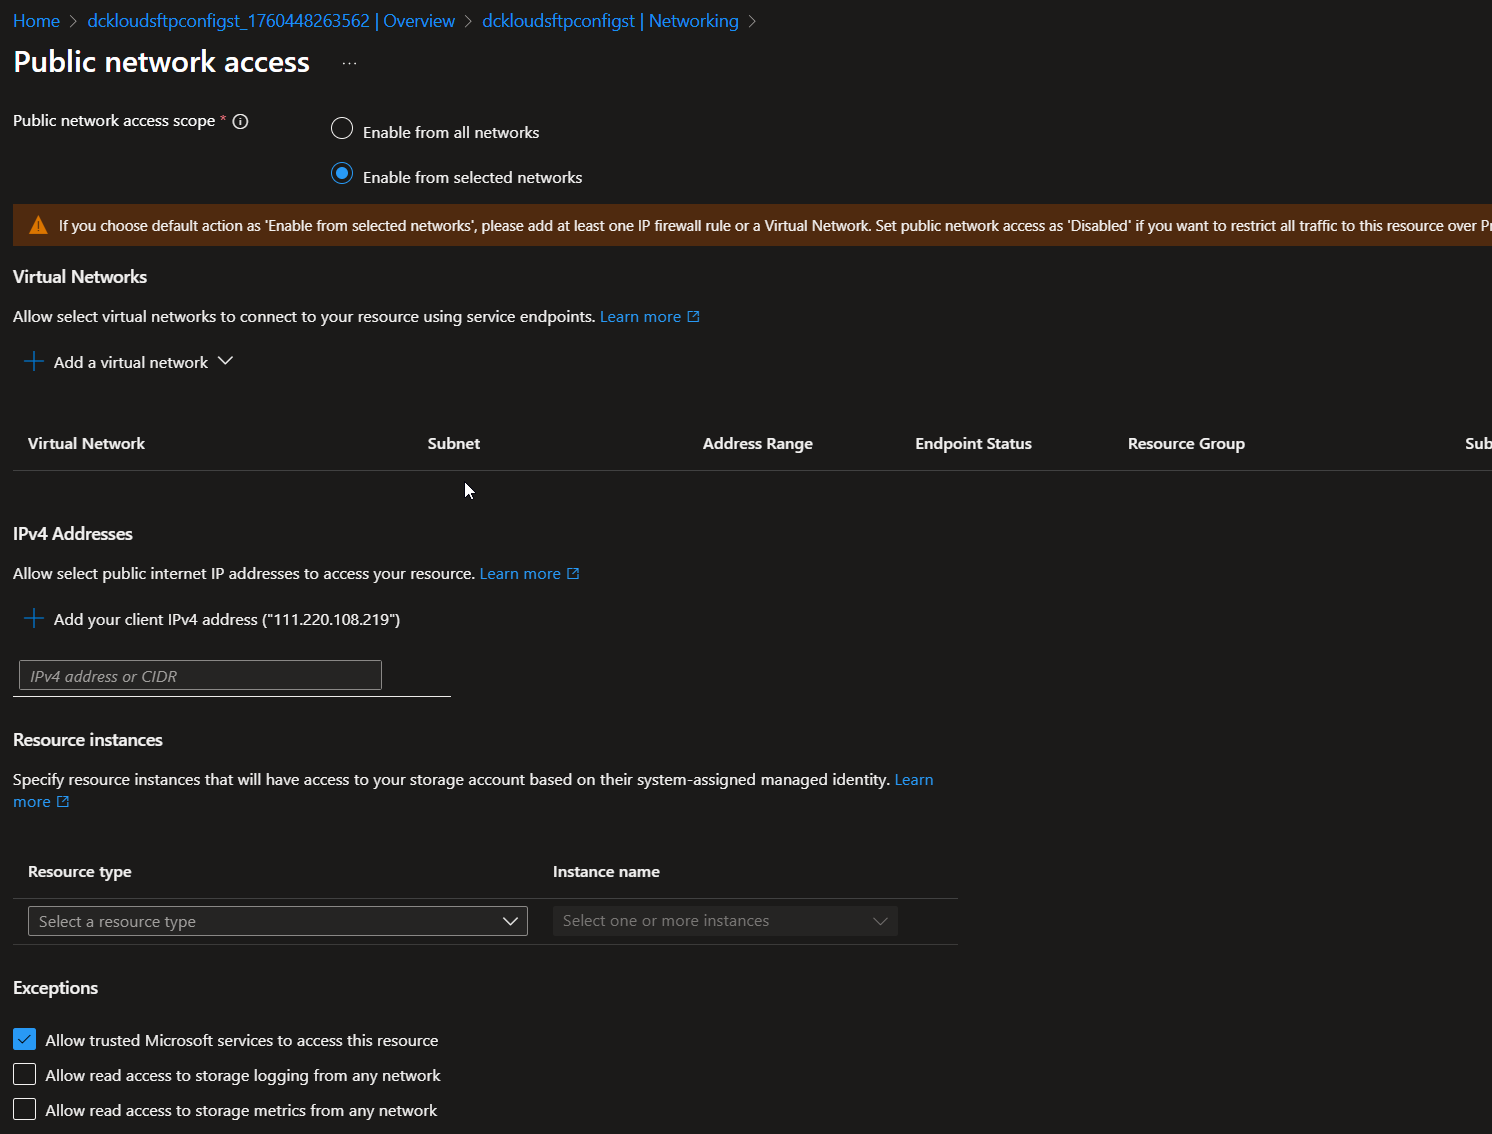 Home > dckloudsftpconfigst_1760448263562 | Overview > dckloudsftpconfigst | Networking >
Public network access ...
Public network access scope *
Enable from all networks
Enable from selected networks
If you choose default action as 'Enable from selected networks', please add at least one IP firewall rule or a Virtual Network. Set public network access as 'Disabled' if you want to restrict all traffic to this resource over Pr
Virtual Networks
Allow select virtual networks to connect to your resource using service endpoints. Learn more
Add a virtual network
Virtual Network Subnet Address Range Endpoint Status Resource Group Sub
IPv4 Addresses
Allow select public internet IP addresses to access your resource. Learn more
Add your client IPv4 address ("111.220.108.219")
IPv4 address or CIDR
Resource instances
Specify resource instances that will have access to your storage account based on their system-assigned managed identity. Learn
more
Resource type Instance name
Select a resource type Select one or more instances
Exceptions
Allow trusted Microsoft services to access this resource
Allow read access to storage logging from any network
Allow read access to storage metrics from any network